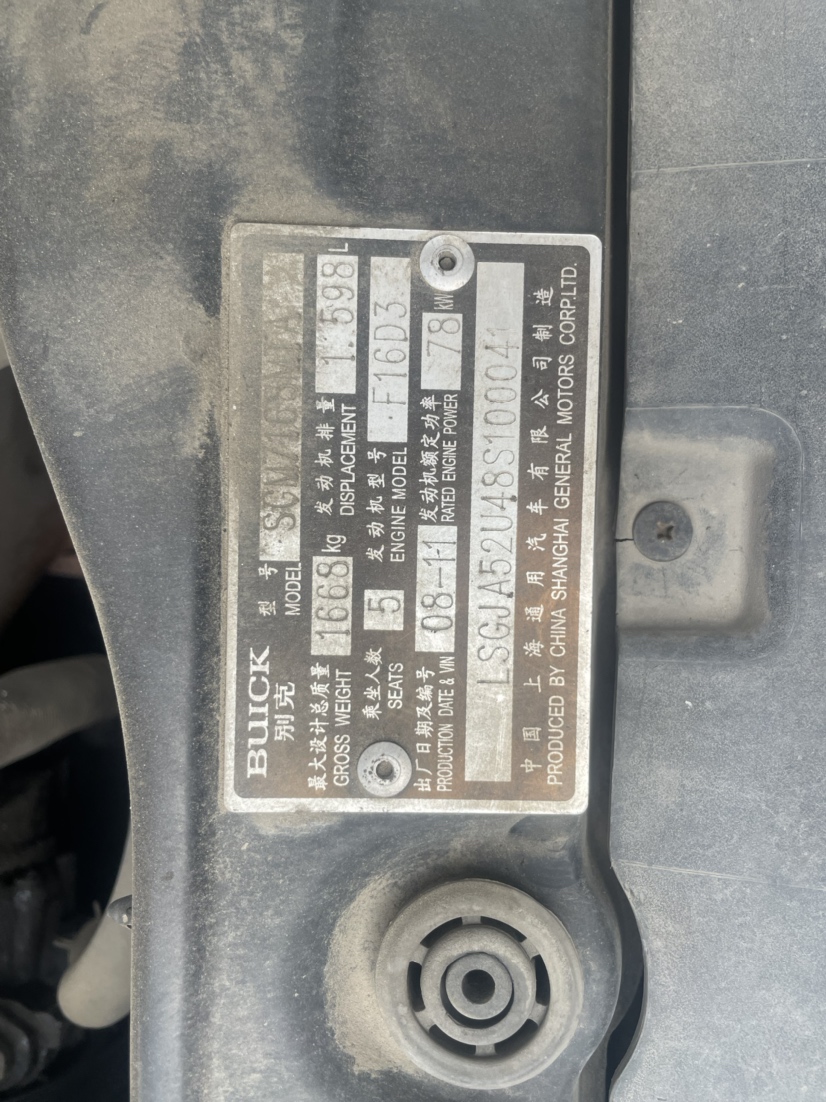 BUICK
别克
型号
MODEL
最大设计总质量
GROSS WEIGHT
1668 kg
发动机排量
DISPLACEMENT
1.598 L
乘坐人数
SEATS
5
发动机型号
ENGINE MODEL
F16D3
出厂日期及编号
PRODUCTION DATE & VIN
08-11
发动机额定功率
RATED ENGINE POWER
78 kW
LSGJA52U48S100041
中国 上海通用汽车有限公司制造
PRODUCED BY CHINA SHANGHAI GENERAL MOTORS CORP.LTD.